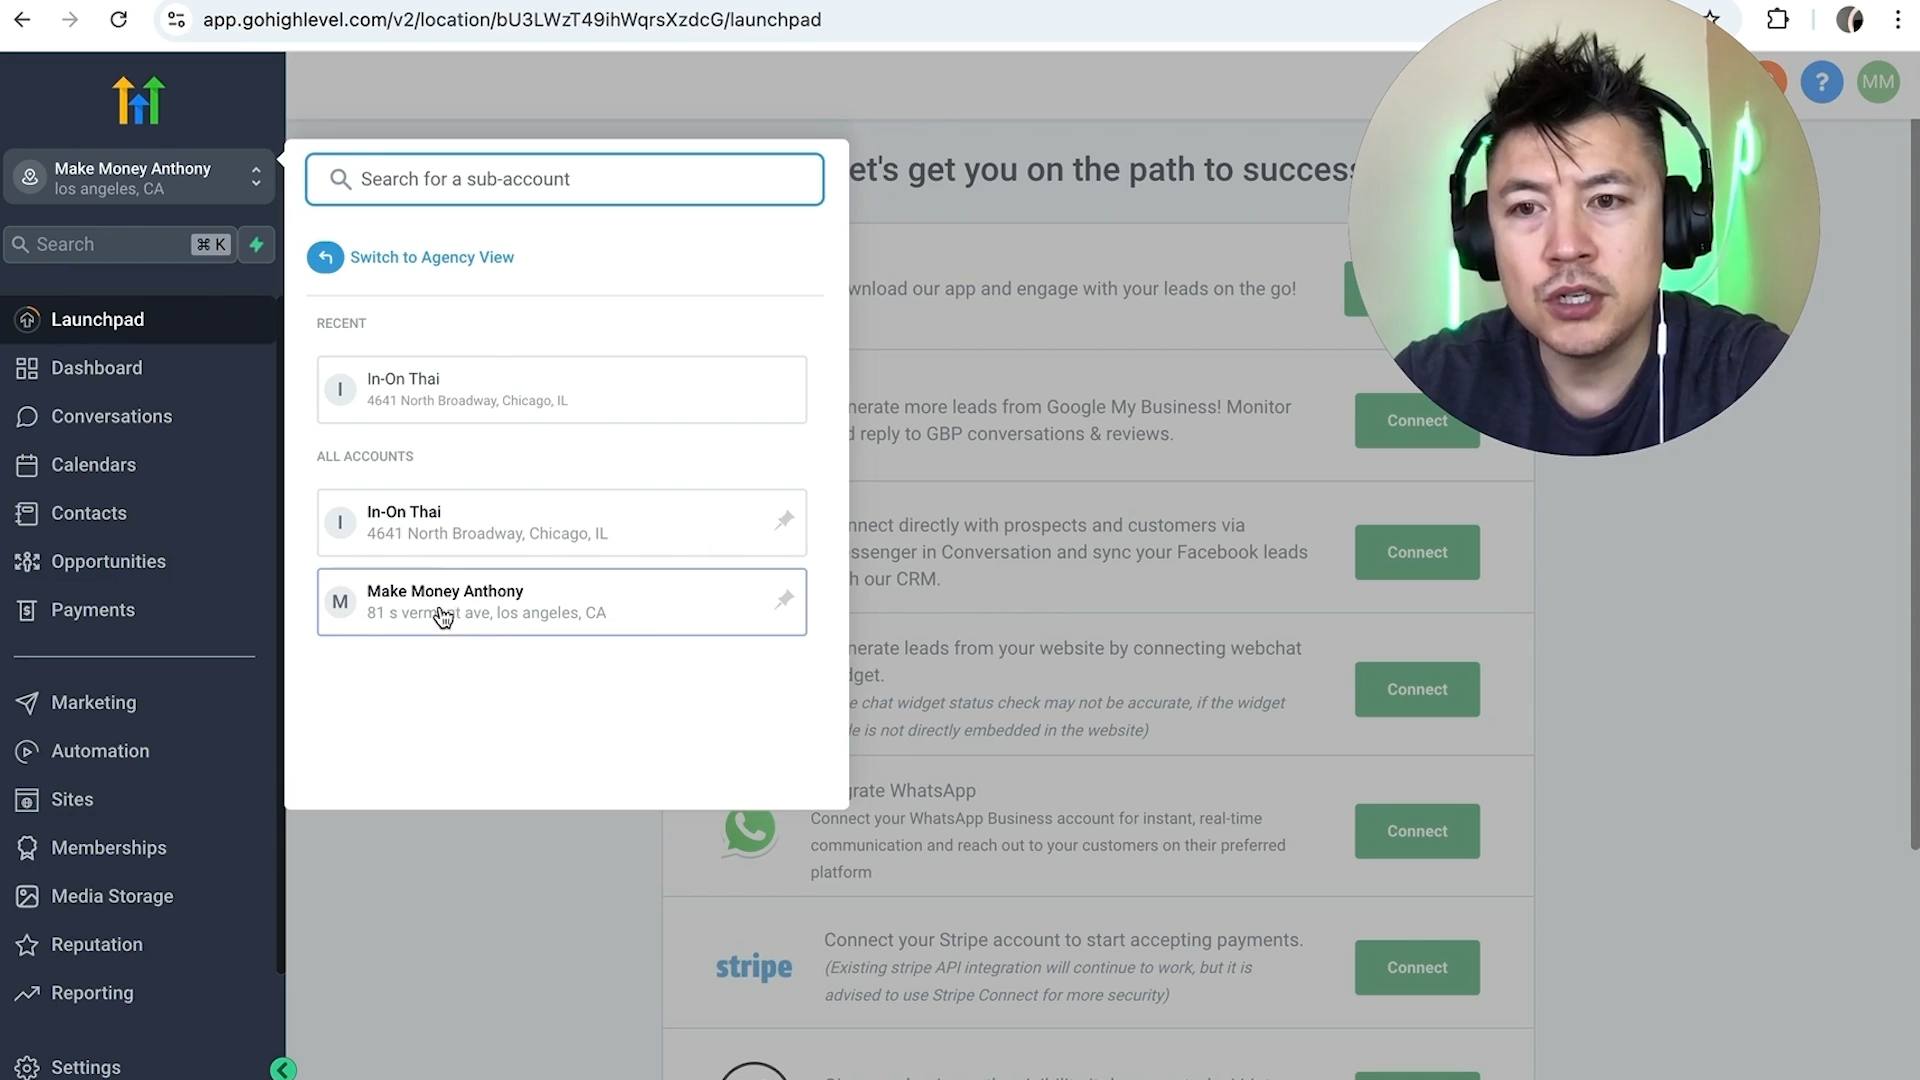 app.gohighlevel.com/v2/location/bU3LWzT49ihWqrsXzdcG/launchpad
?
MM
Make Money Anthony
los angeles, CA
Search
⌘ K
Launchpad
Dashboard
Conversations
Calendars
Contacts
Opportunities
Payments
Marketing
Automation
Sites
Memberships
Media Storage
Reputation
Reporting
Settings
Search for a sub-account
Switch to Agency View
RECENT
I
In-On Thai
4641 North Broadway, Chicago, IL
ALL ACCOUNTS
I
In-On Thai
4641 North Broadway, Chicago, IL
M
Make Money Anthony
81 s vermont ave, los angeles, CA
et's get you on the path to success
wnload our app and engage with your leads on the go!
nerate more leads from Google My Business! Monitor
d reply to GBP conversations & reviews.
Connect
nnect directly with prospects and customers via
ssenger in Conversation and sync your Facebook leads
h our CRM.
Connect
nerate leads from your website by connecting webchat
dget.
e chat widget status check may not be accurate, if the widget
de is not directly embedded in the website)
Connect
grate WhatsApp
Connect your WhatsApp Business account for instant, real-time
communication and reach out to your customers on their preferred
platform
Connect
stripe
Connect your Stripe account to start accepting payments.
(Existing stripe API integration will continue to work, but it is
advised to use Stripe Connect for more security)
Connect